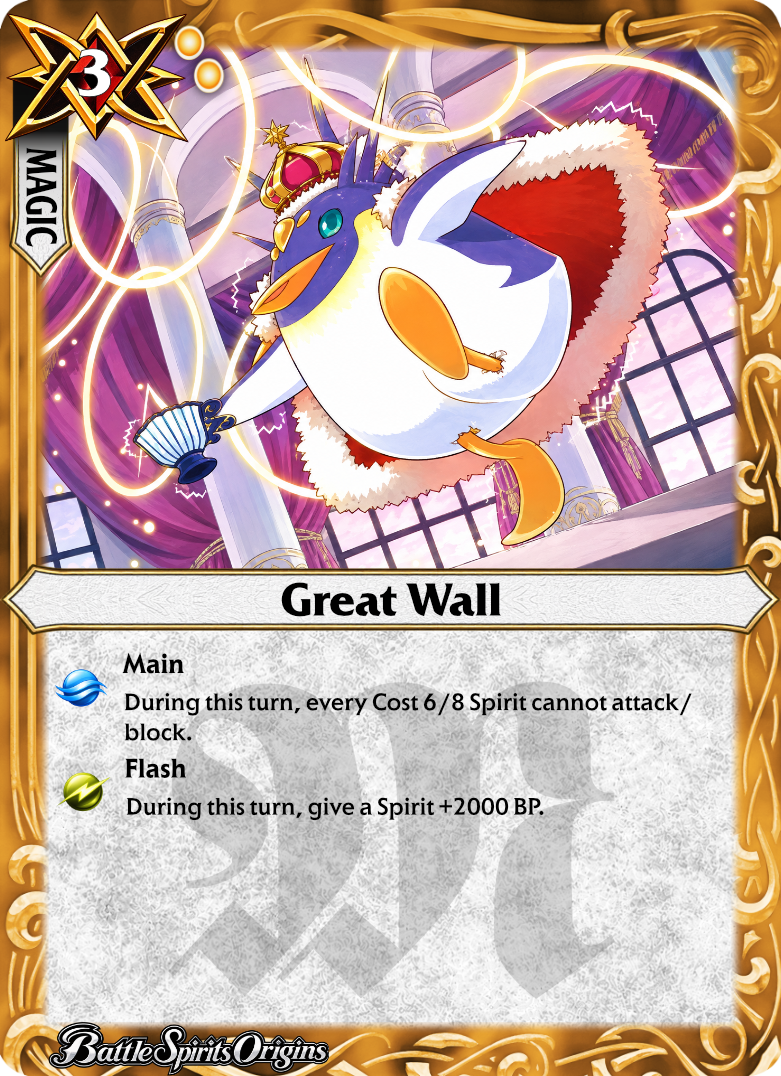 3
MAGIC
Great Wall
Main
During this turn, every Cost 6/8 Spirit cannot attack/
block.
Flash
During this turn, give a Spirit +2000 BP.
Battle Spirits Origins